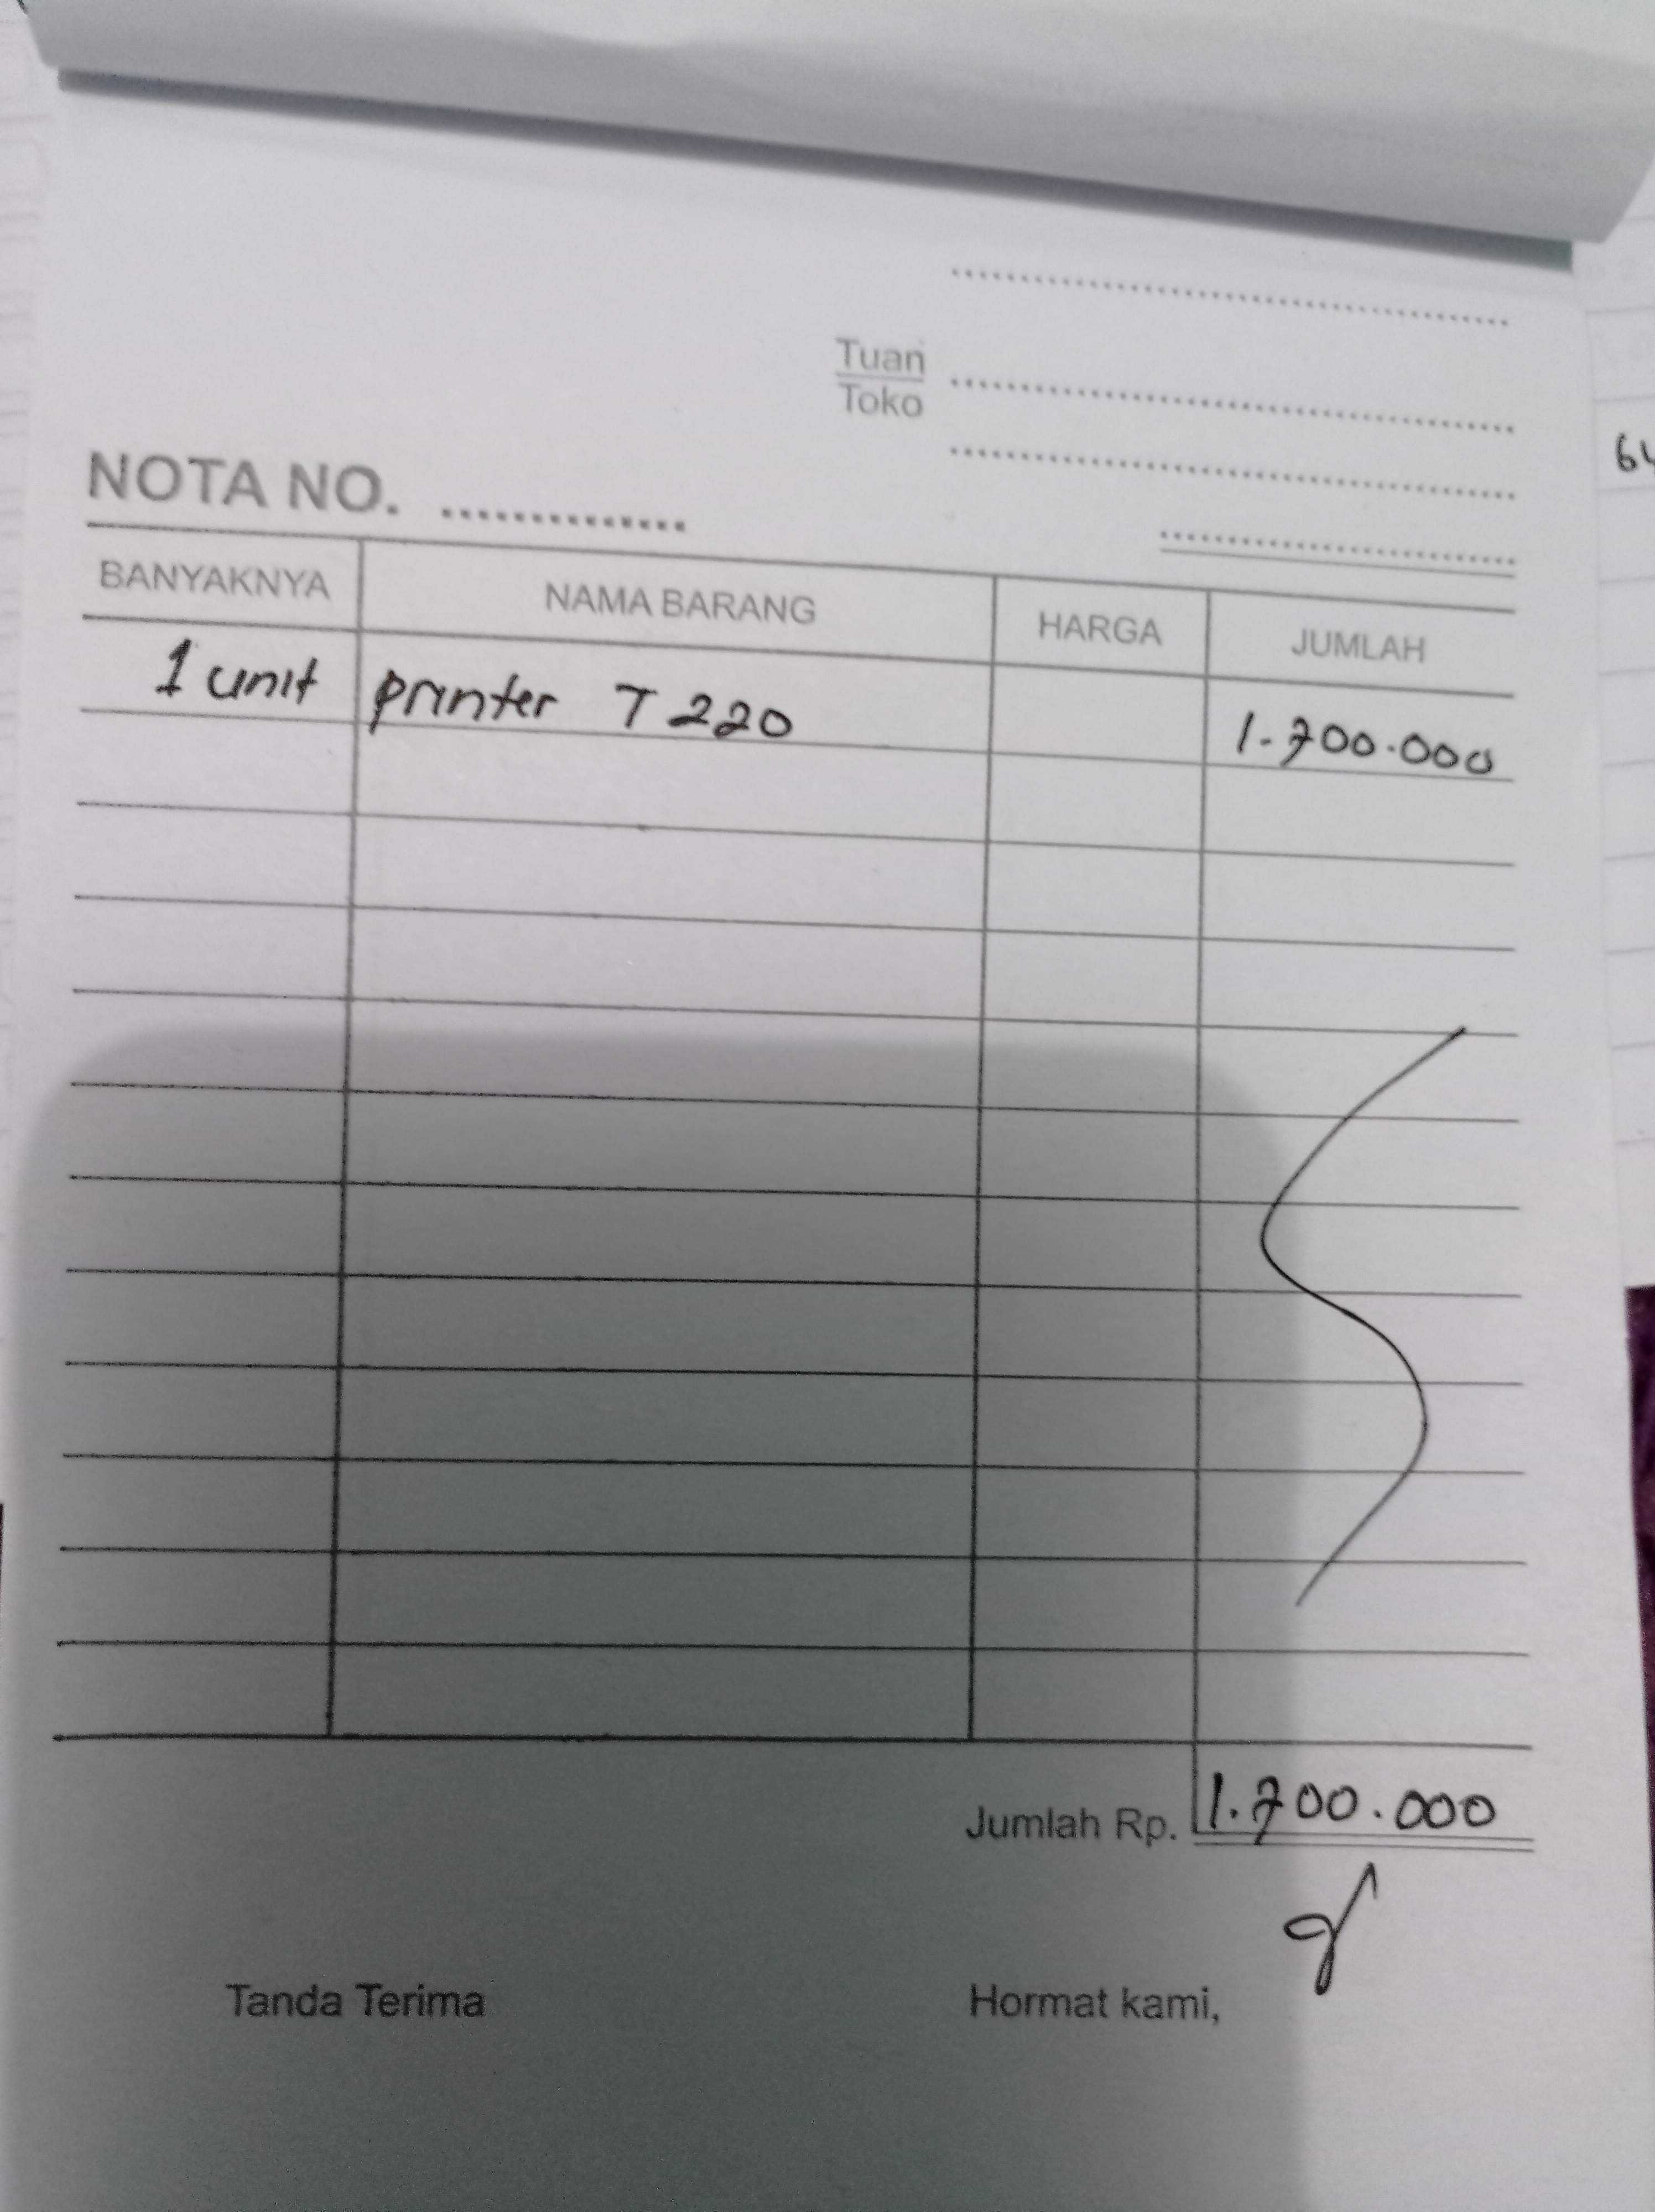 Tuan
Toko
NOTA NO. ..............
BANYAKNYA NAMA BARANG HARGA JUMLAH
1 unit printer T 220 1.700.000
Jumlah Rp. 1.700.000
Tanda Terima Hormat kami,